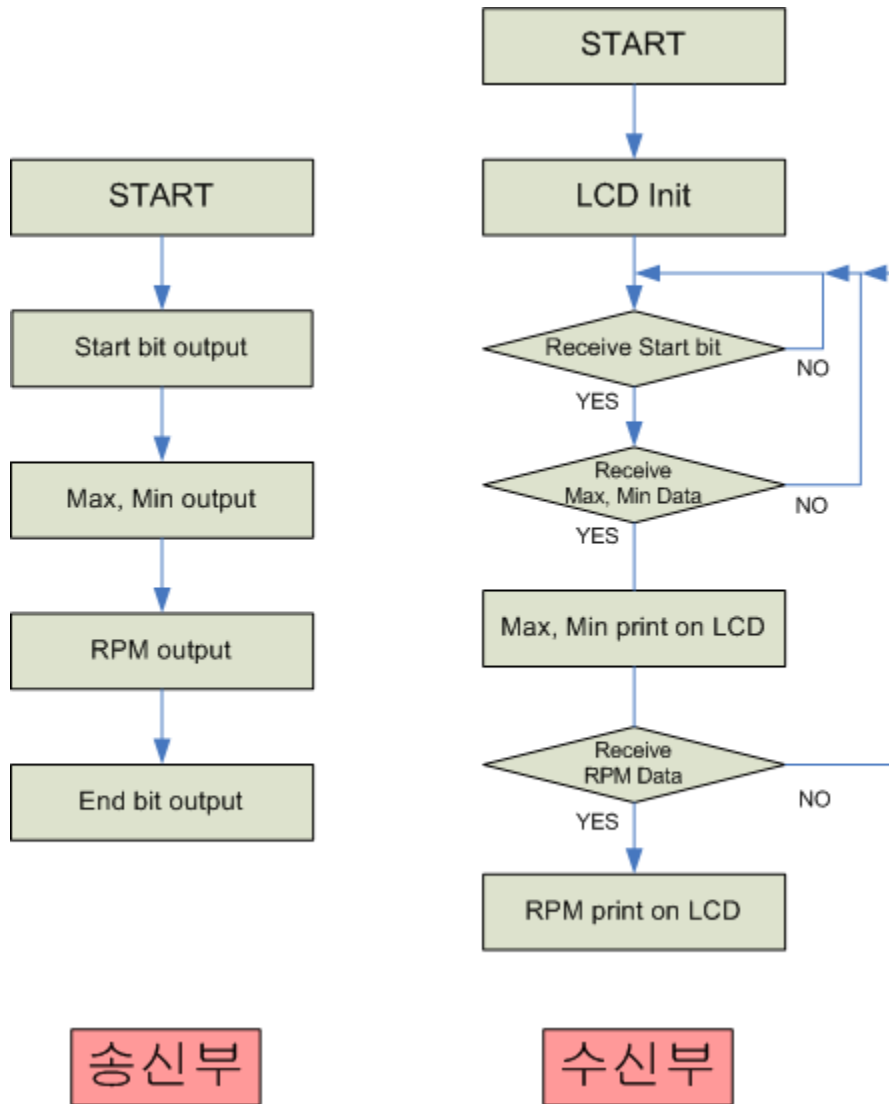 START
Start bit output
Max, Min output
RPM output
End bit output
송신부
START
LCD Init
Receive Start bit
NO
YES
Receive
Max, Min Data
NO
YES
Max, Min print on LCD
Receive
RPM Data
NO
YES
RPM print on LCD
수신부